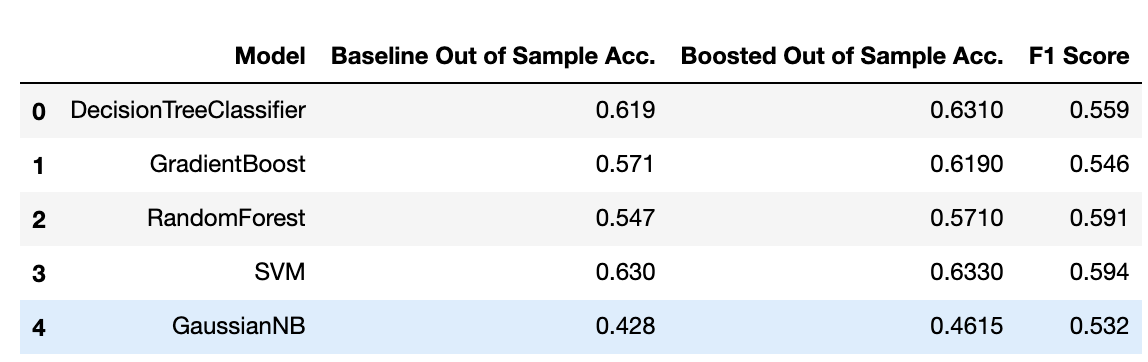 Model Baseline Out of Sample Acc. Boosted Out of Sample Acc. F1 Score
0 DecisionTreeClassifier 0.619 0.6310 0.559
1 GradientBoost 0.571 0.6190 0.546
2 RandomForest 0.547 0.5710 0.591
3 SVM 0.630 0.6330 0.594
4 GaussianNB 0.428 0.4615 0.532